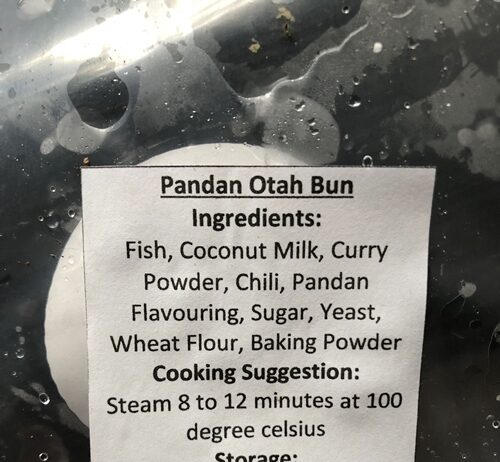 Pandan Otah Bun
Ingredients:
Fish, Coconut Milk, Curry
Powder, Chili, Pandan
Flavouring, Sugar, Yeast,
Wheat Flour, Baking Powder
Cooking Suggestion:
Steam 8 to 12 minutes at 100
degree celsius
Storage: